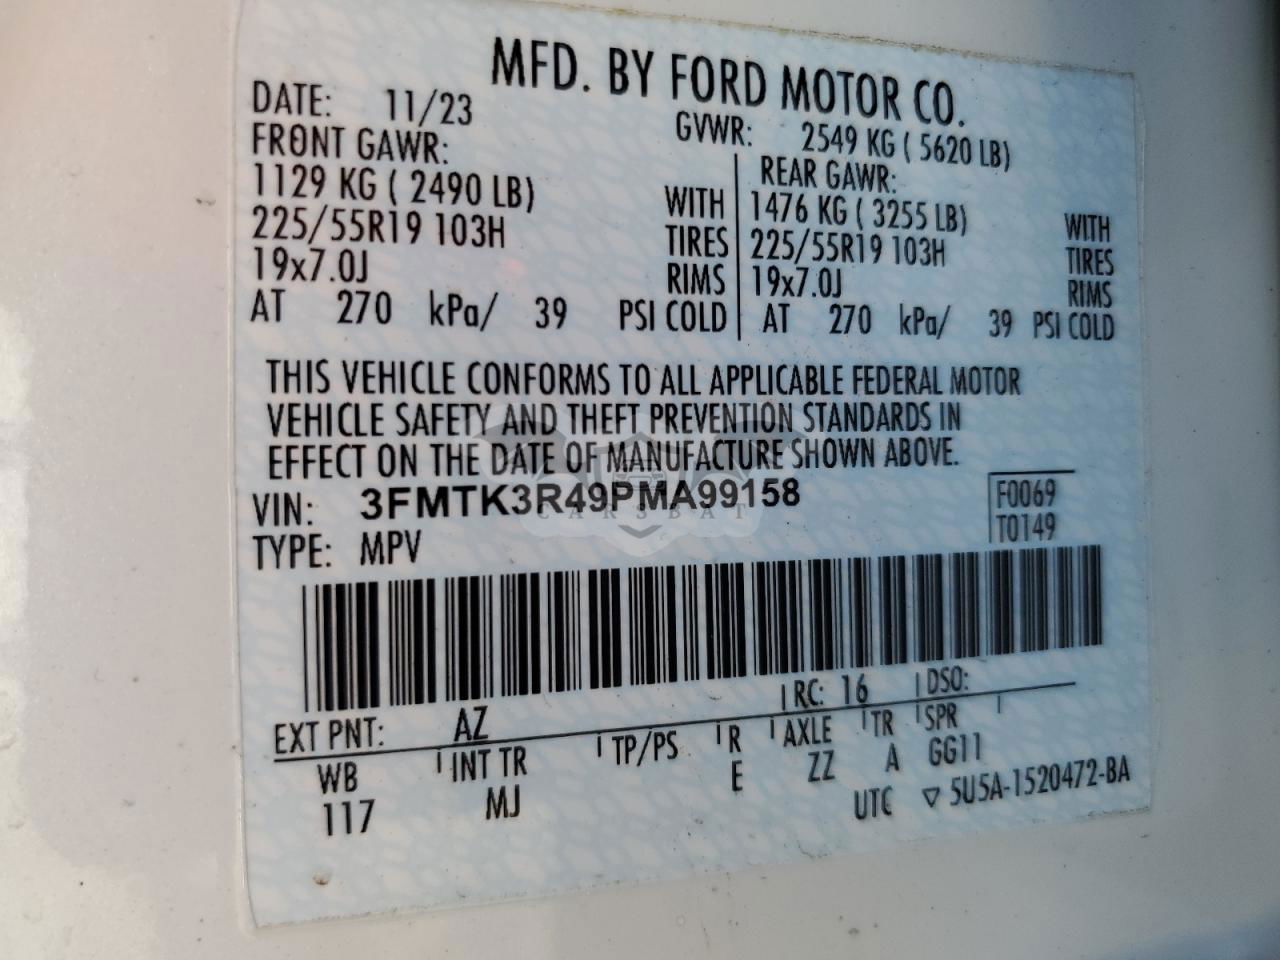 MFD. BY FORD MOTOR CO.
DATE: 11/23 GVWR: 2549 KG ( 5620 LB)
FRONT GAWR: REAR GAWR:
1129 KG ( 2490 LB) WITH 1476 KG ( 3255 LB) WITH
225/55R19 103H TIRES 225/55R19 103H TIRES
19x7.0J RIMS 19x7.0J RIMS
AT 270 kPa/ 39 PSI COLD AT 270 kPa/ 39 PSI COLD
THIS VEHICLE CONFORMS TO ALL APPLICABLE FEDERAL MOTOR
VEHICLE SAFETY AND THEFT PREVENTION STANDARDS IN
EFFECT ON THE DATE OF MANUFACTURE SHOWN ABOVE.
VIN: 3FMTK3R49PMA99158 F0069
CARSBAT
TYPE: MPV T0149
RC: 16 DSO:
EXT PNT: AZ
WB INT TR TP/PS R AXLE TR SPR
117 MJ E ZZ A GG11
UTC ▽ 5U5A-1520472-BA